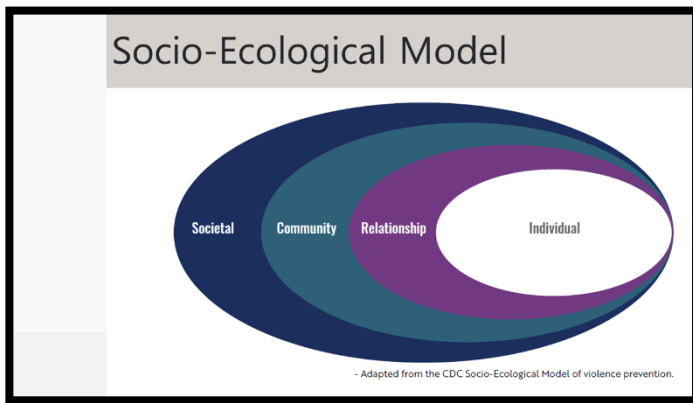 Socio-Ecological Model
Societal Community Relationship Individual
- Adapted from the CDC Socio-Ecological Model of violence prevention.